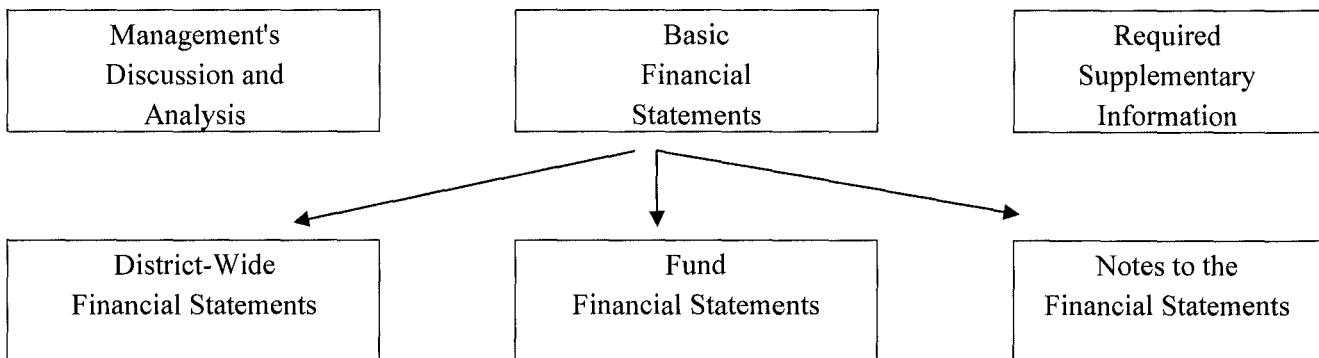 Management's
Discussion and
Analysis
Basic
Financial
Statements
Required
Supplementary
Information
District-Wide
Financial Statements
Fund
Financial Statements
Notes to the
Financial Statements